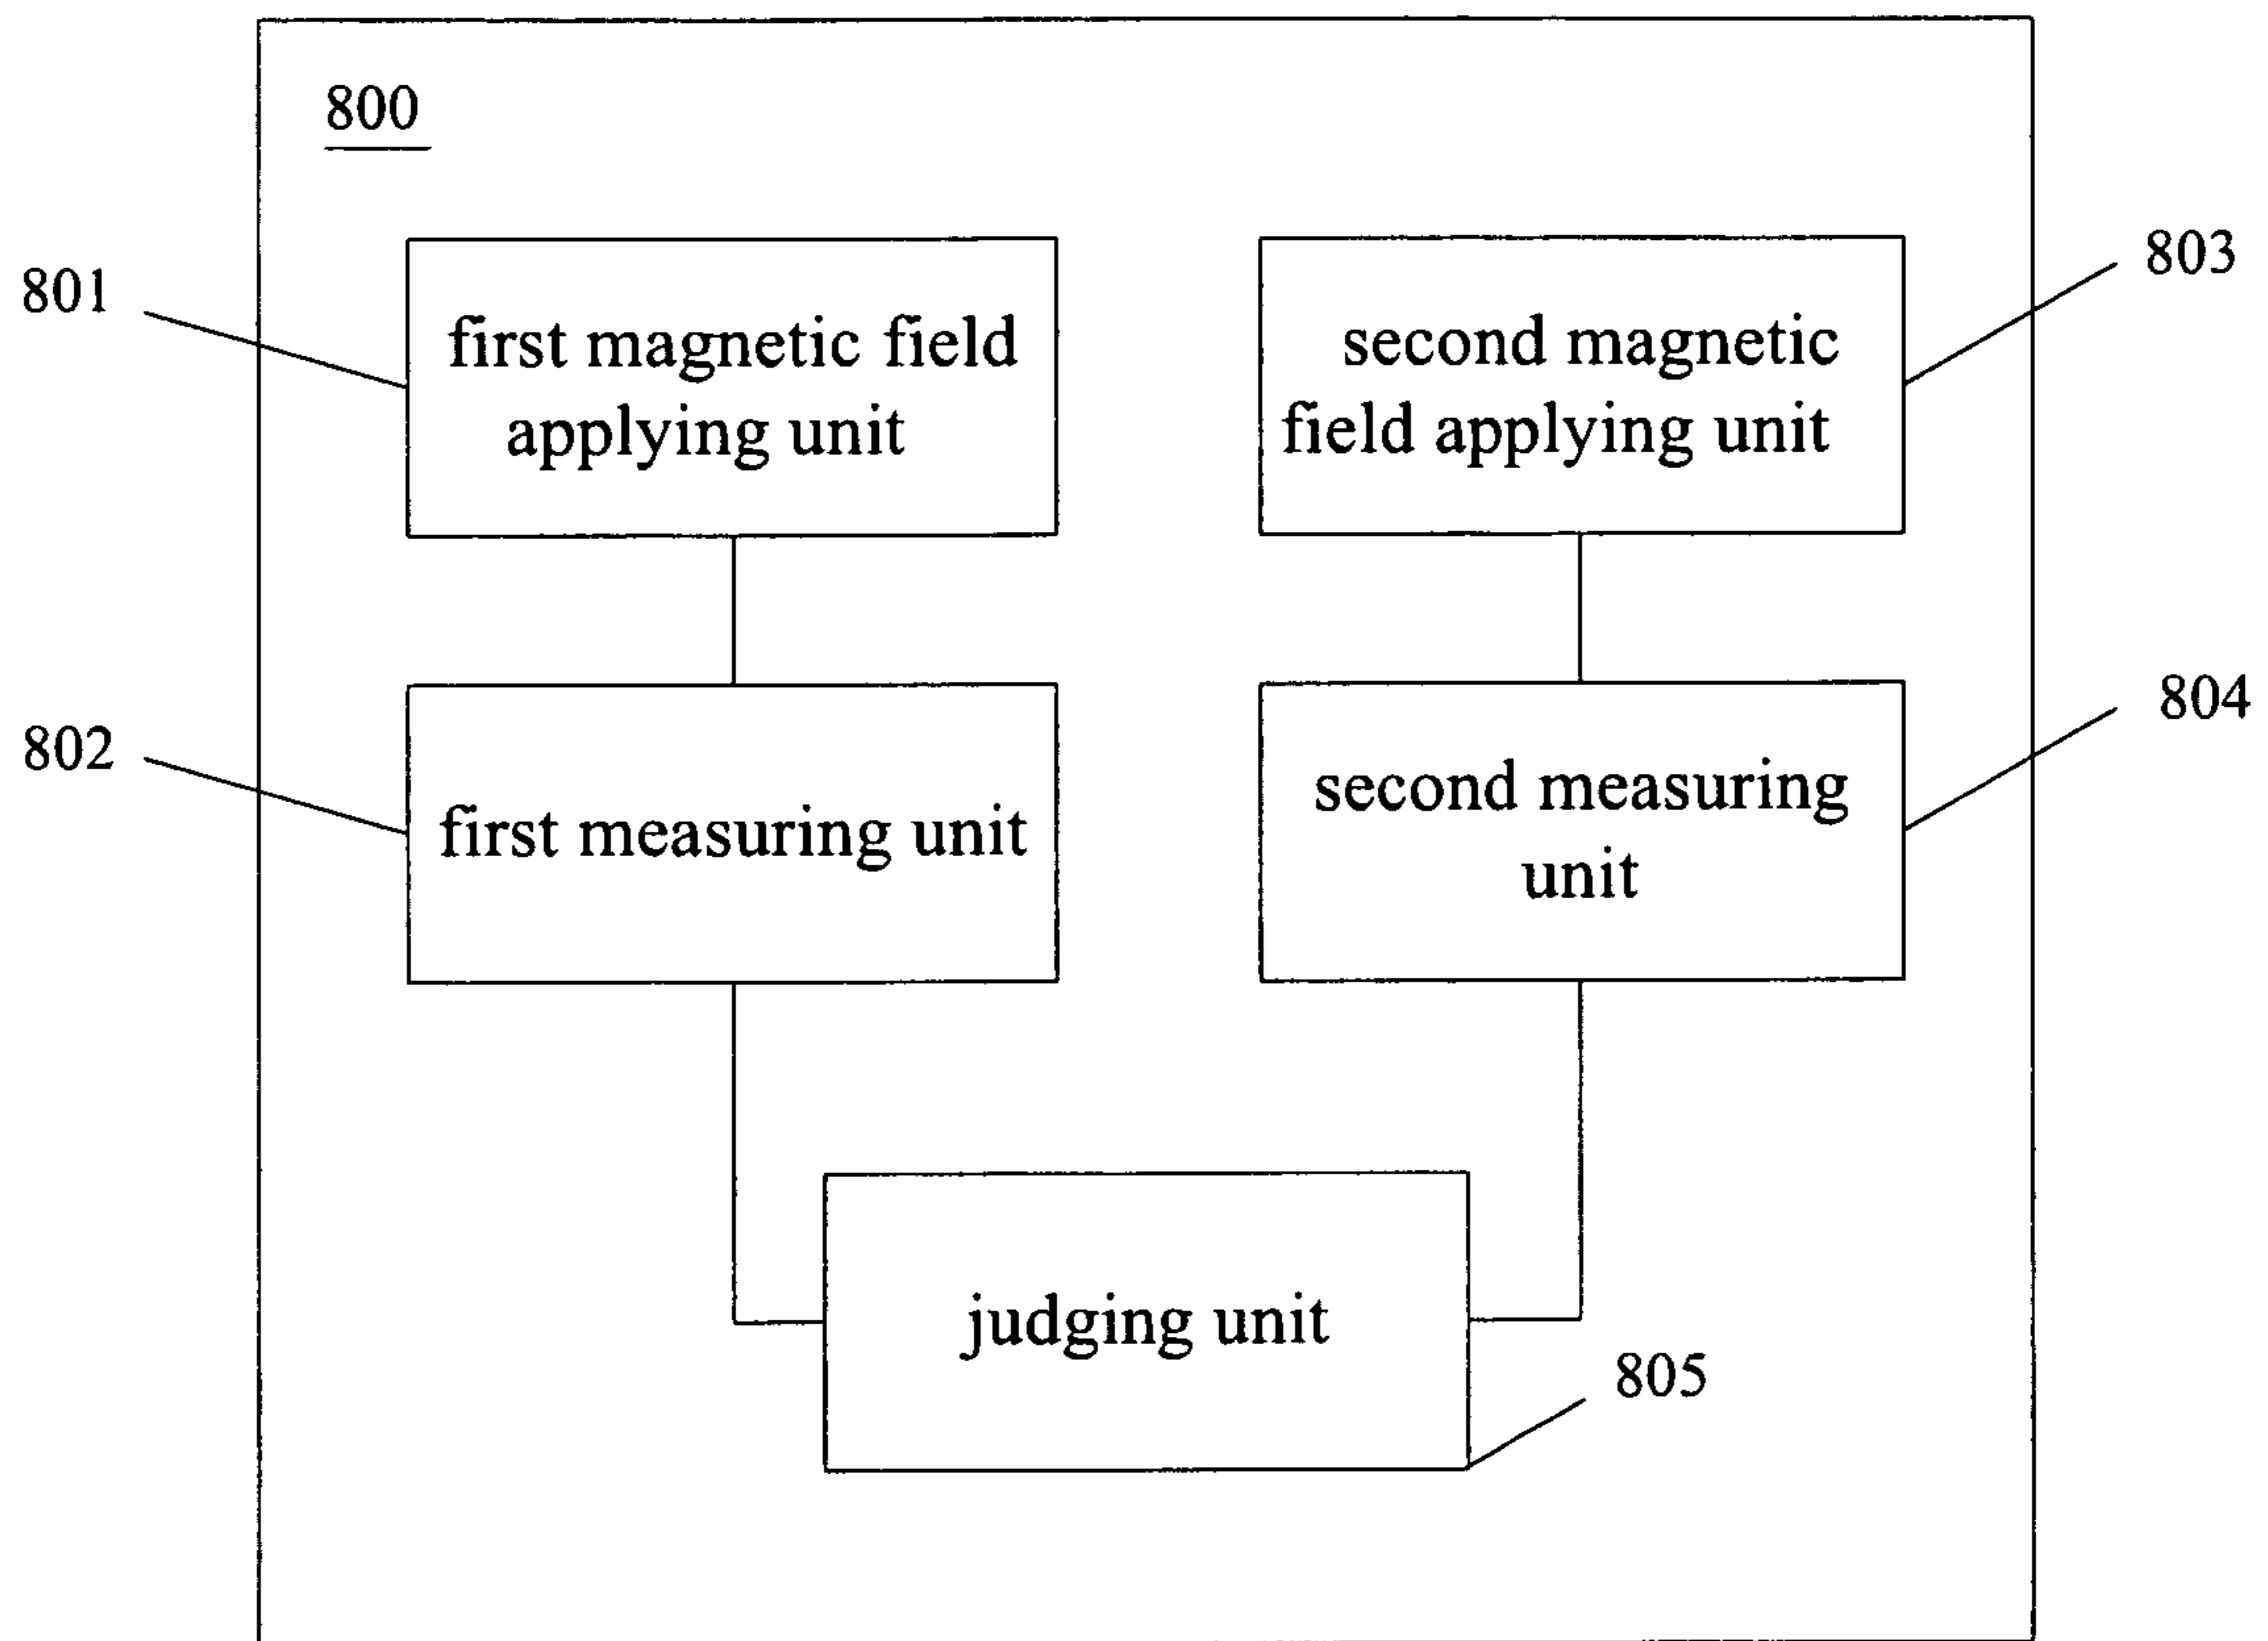 800
801
first magnetic field
applying unit
second magnetic
field applying unit
803
802
first measuring unit
second measuring
unit
804
judging unit
805